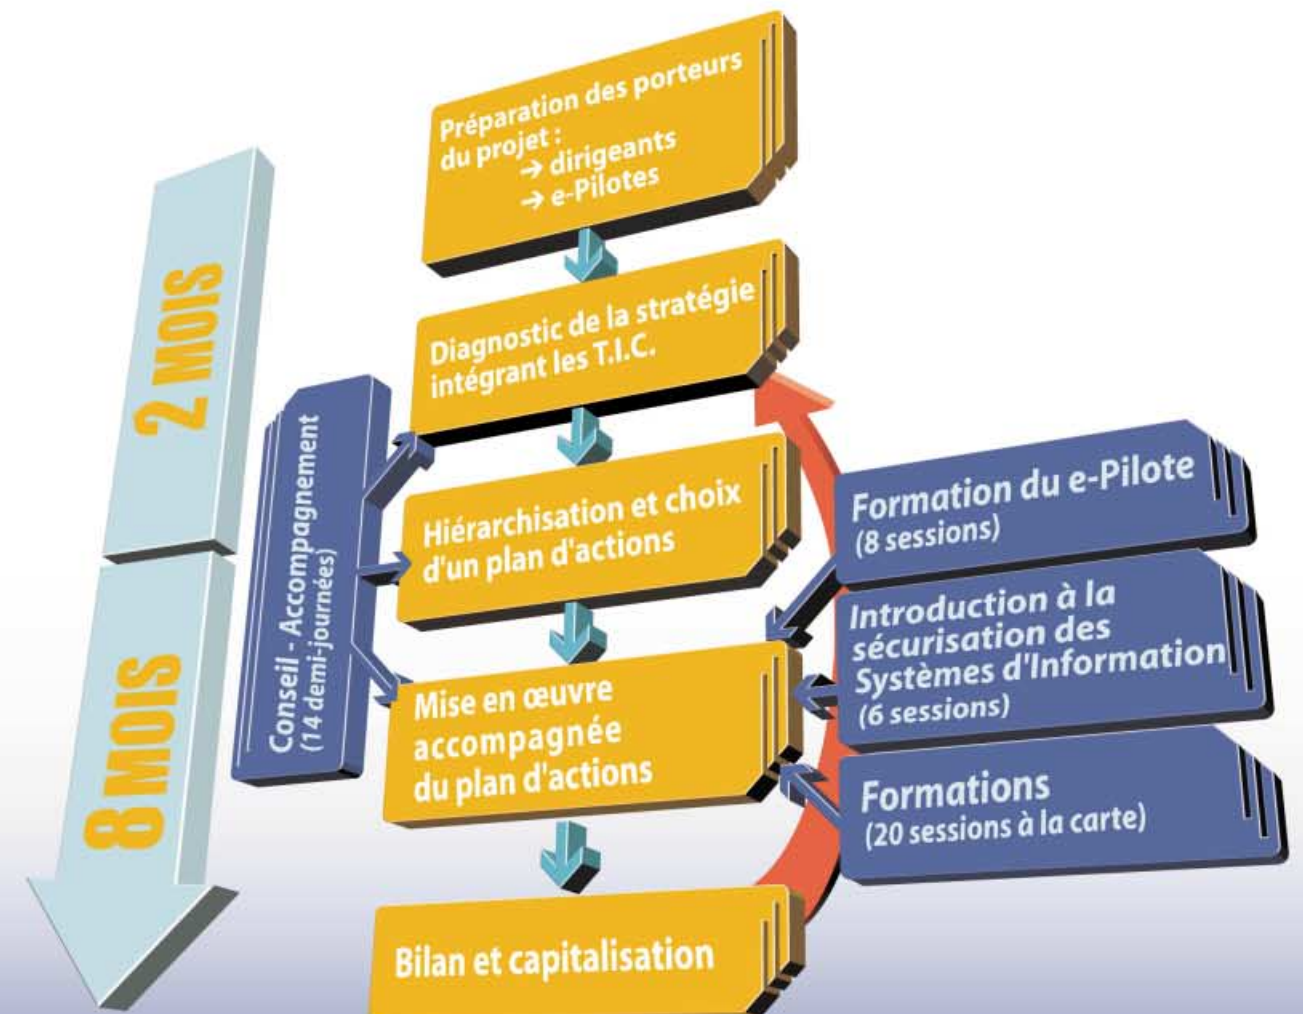 Préparation des porteurs
du projet :
→ dirigeants
→ e-Pilotes
2 MOIS
Diagnostic de la stratégie
intégrant les T.I.C.
Conseil - Accompagnement
(14 demi-journées)
Hiérarchisation et choix
d'un plan d'actions
Formation du e-Pilote
(8 sessions)
Introduction à la
sécurisation des
Systèmes d'Information
(6 sessions)
8 MOIS
Mise en œuvre
accompagnée
du plan d'actions
Formations
(20 sessions à la carte)
Bilan et capitalisation